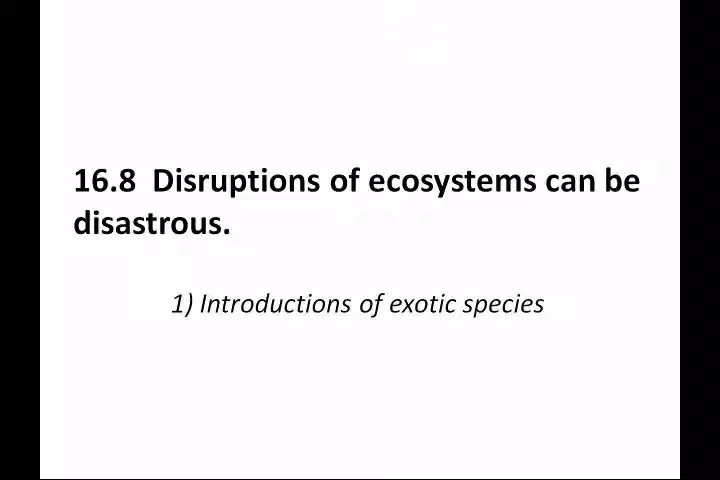 16.8 Disruptions of ecosystems can be
disastrous.
1) Introductions of exotic species